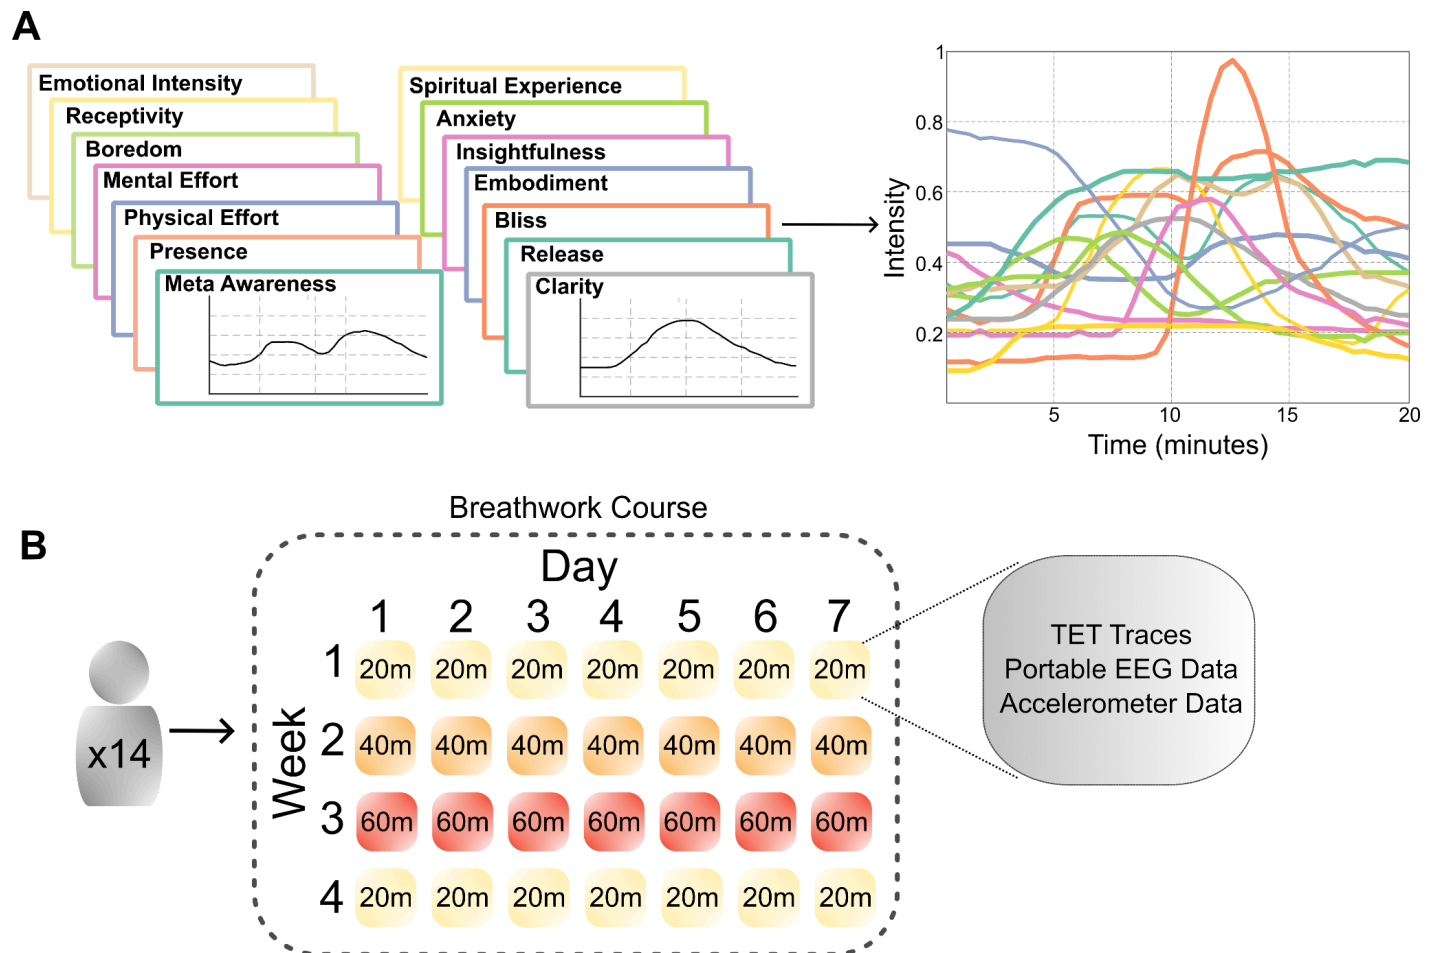 A
Emotional Intensity
Receptivity
Boredom
Mental Effort
Physical Effort
Presence
Meta Awareness
Spiritual Experience
Anxiety
Insightfulness
Embodiment
Bliss
Release
Clarity
Intensity
1
0.8
0.6
0.4
0.2
5 10 15 20
Time (minutes)
B
Breathwork Course
Day
1 2 3 4 5 6 7
Week
1 20m 20m 20m 20m 20m 20m 20m
2 40m 40m 40m 40m 40m 40m 40m
3 60m 60m 60m 60m 60m 60m 60m
4 20m 20m 20m 20m 20m 20m 20m
x14
TET Traces
Portable EEG Data
Accelerometer Data